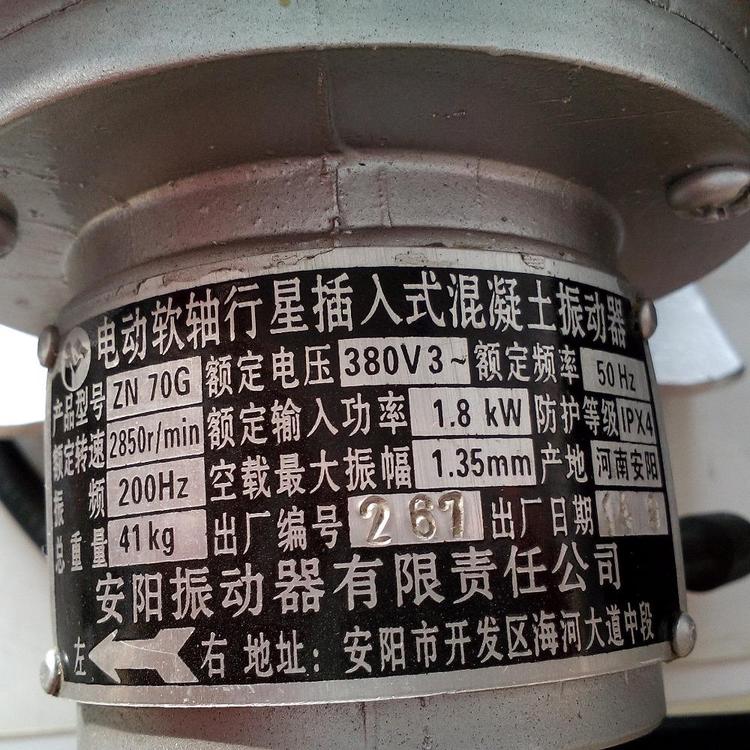 电动软轴行星插入式混凝土振动器
产品型号 ZN 70G 额定电压 380V3~ 额定频率 50Hz
额定转速 2850r/min 额定输入功率 1.8 kW 防护等级 IPX4
振频 200Hz 空载最大振幅 1.35mm 产地 河南安阳
总重量 41kg 出厂编号 267 出厂日期
安阳振动器有限责任公司
左 右 地址：安阳市开发区海河大道中段